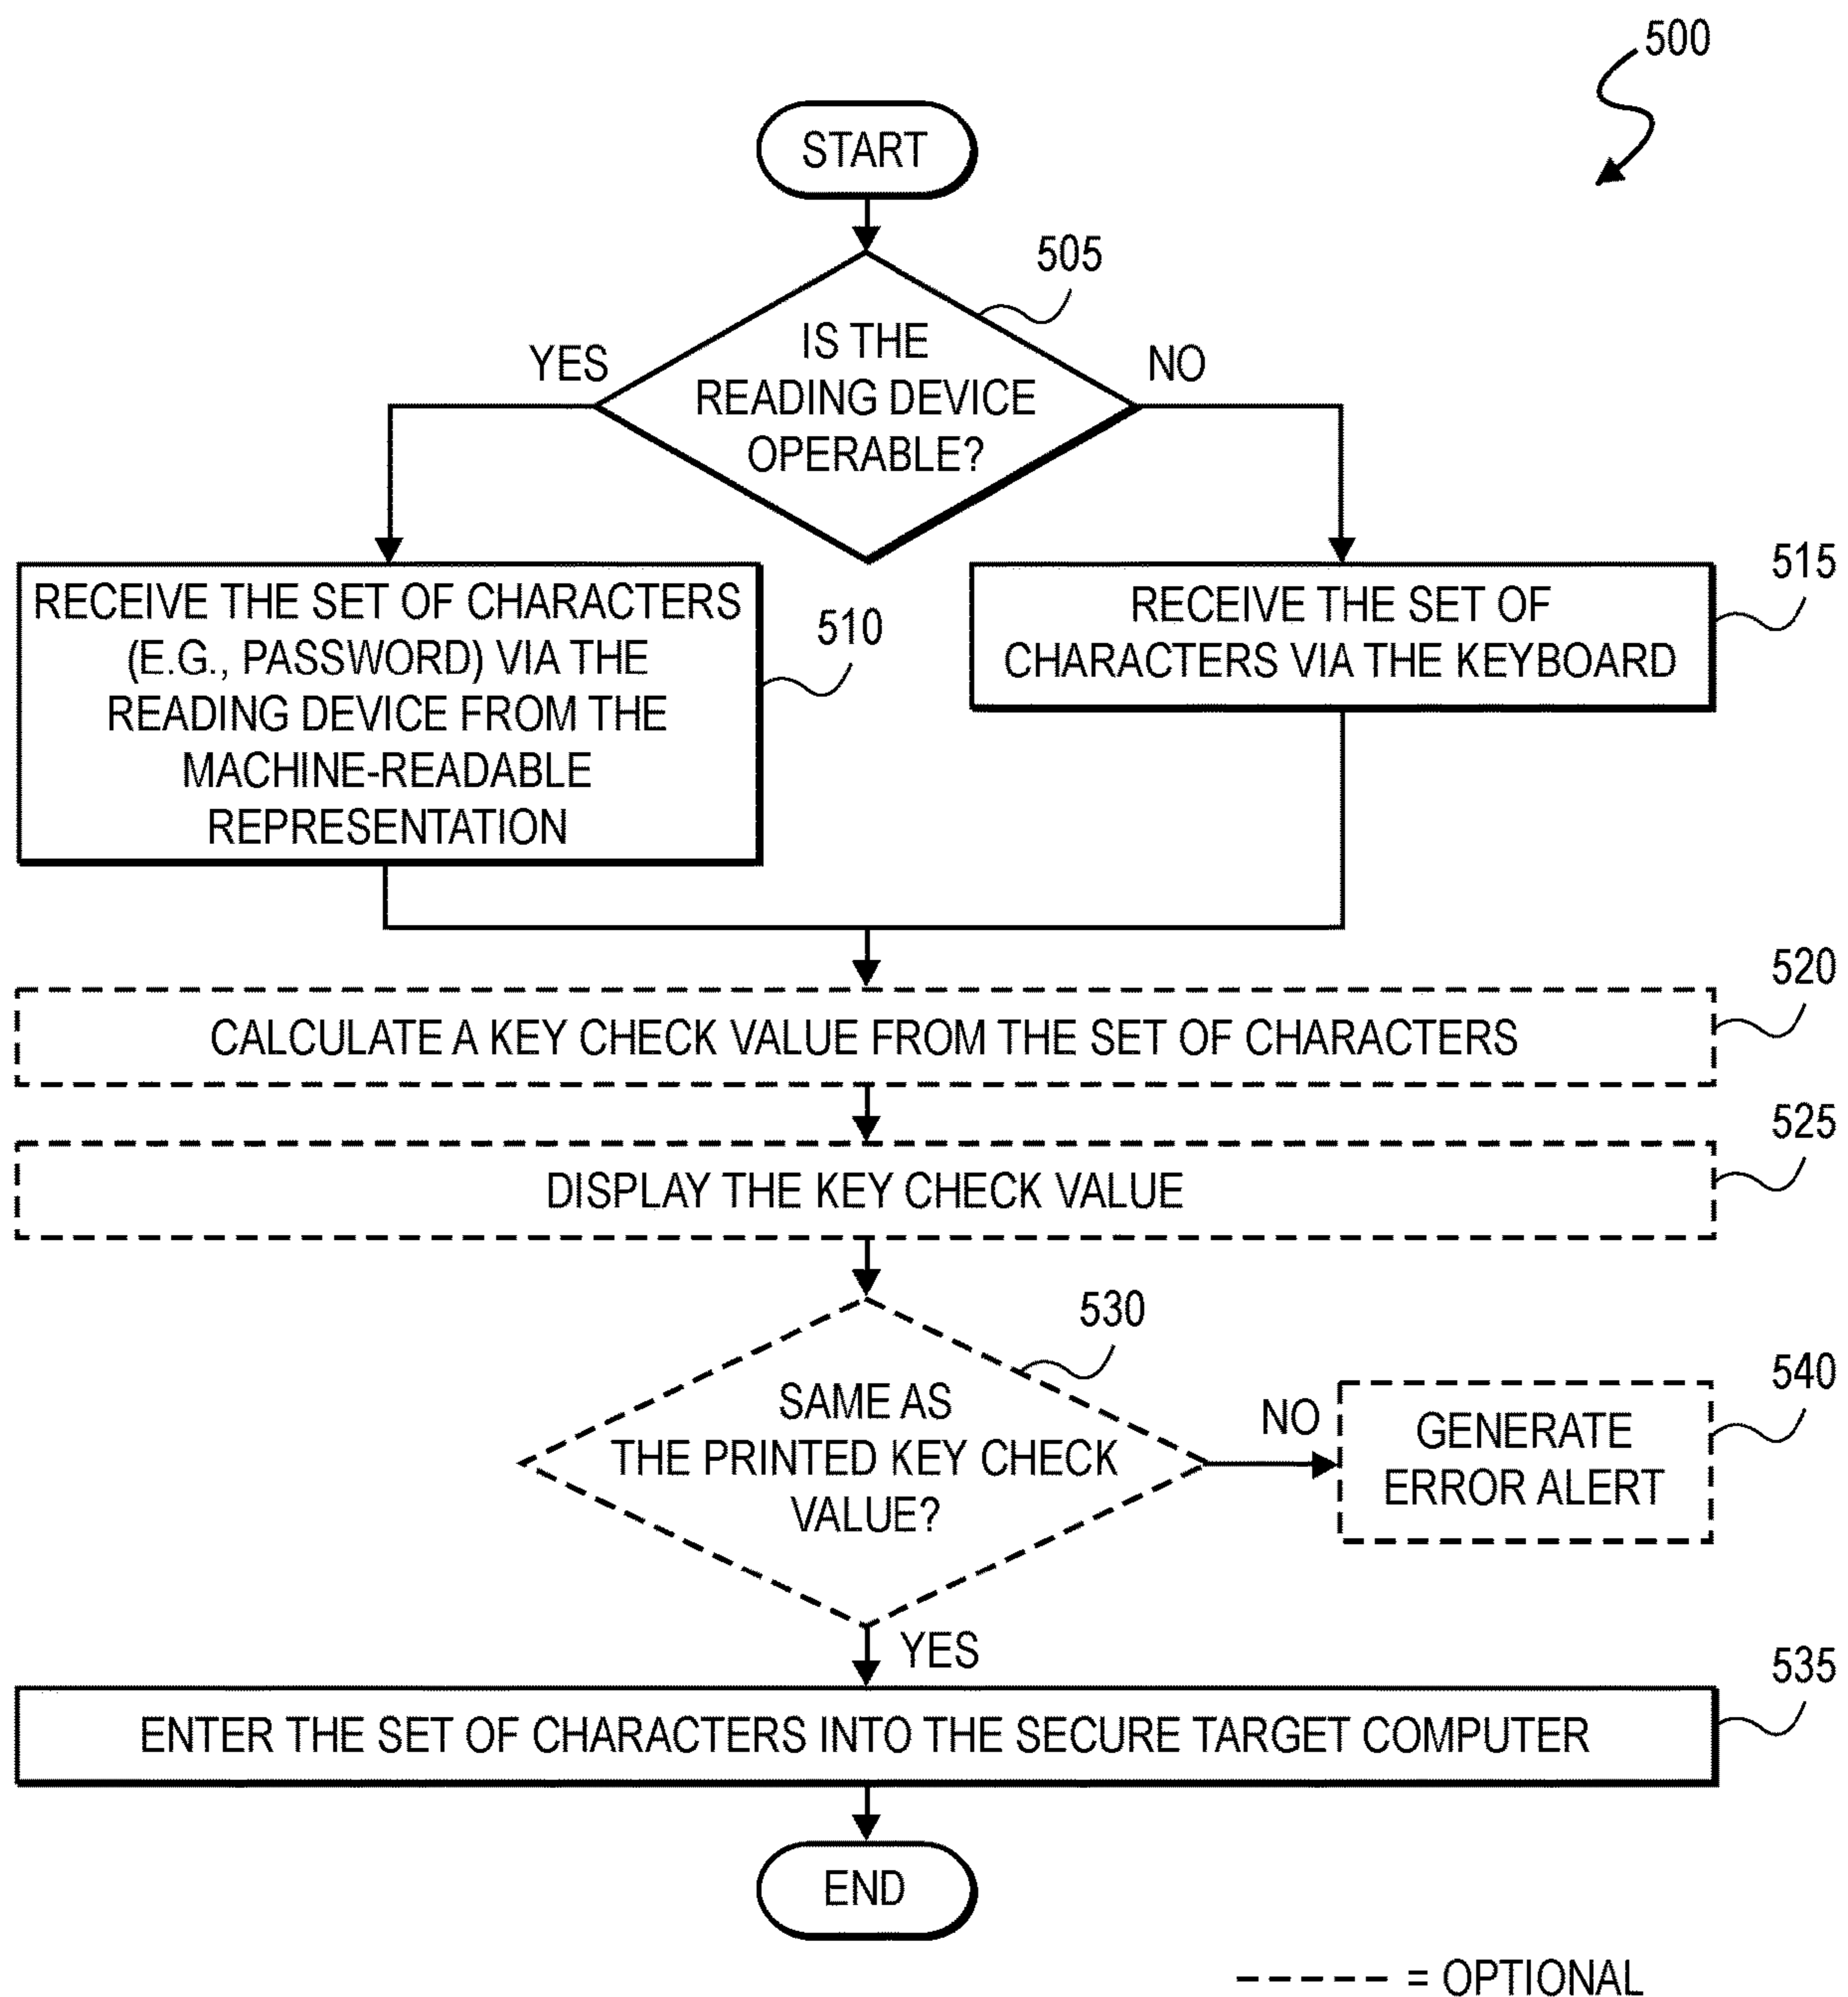 500
START
505
IS THE
READING DEVICE
OPERABLE?
YES
NO
RECEIVE THE SET OF CHARACTERS
(E.G., PASSWORD) VIA THE
READING DEVICE FROM THE
MACHINE-READABLE
REPRESENTATION
510
RECEIVE THE SET OF
CHARACTERS VIA THE KEYBOARD
515
520
CALCULATE A KEY CHECK VALUE FROM THE SET OF CHARACTERS
525
DISPLAY THE KEY CHECK VALUE
530
SAME AS
THE PRINTED KEY CHECK
VALUE?
NO
540
GENERATE
ERROR ALERT
YES
535
ENTER THE SET OF CHARACTERS INTO THE SECURE TARGET COMPUTER
END
= OPTIONAL